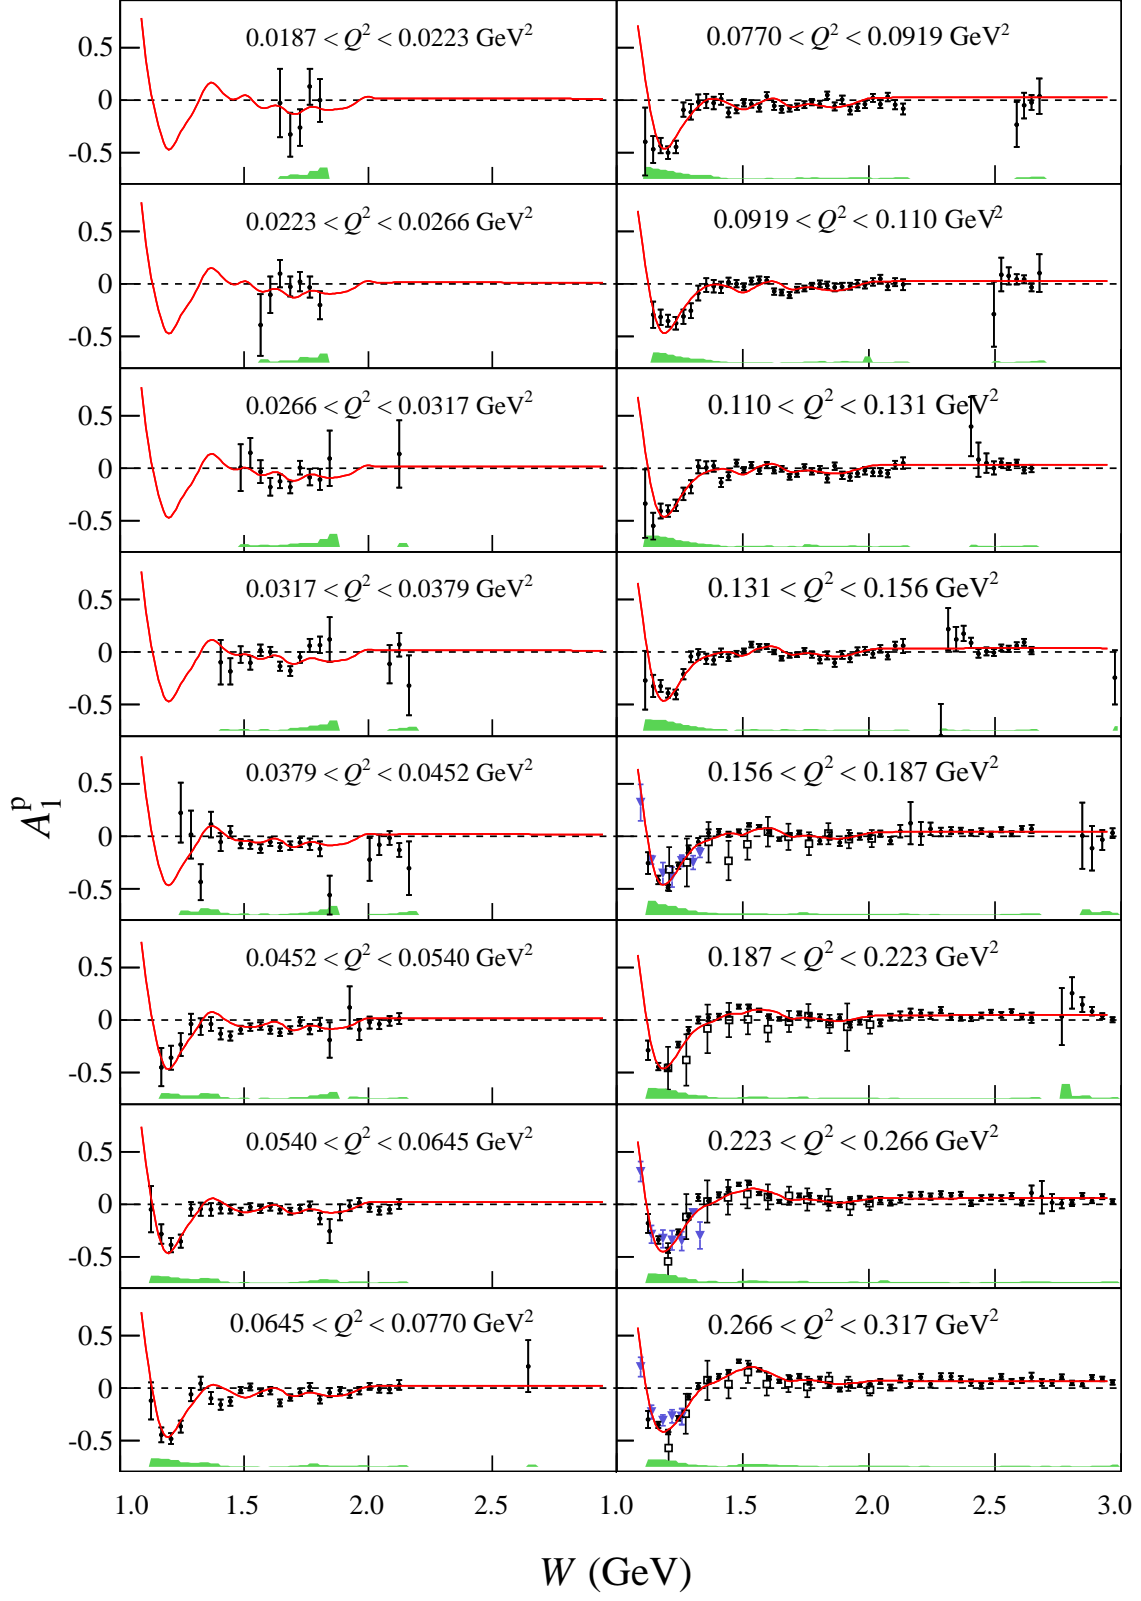 0.0187 < Q² < 0.0223 GeV²
0.5
0
-0.5
0.0223 < Q² < 0.0266 GeV²
0.5
0
-0.5
0.0266 < Q² < 0.0317 GeV²
0.5
0
-0.5
0.0317 < Q² < 0.0379 GeV²
0.5
0
-0.5
0.0379 < Q² < 0.0452 GeV²
0.5
0
-0.5
0.0452 < Q² < 0.0540 GeV²
0.5
0
-0.5
0.0540 < Q² < 0.0645 GeV²
0.5
0
-0.5
0.0645 < Q² < 0.0770 GeV²
0.5
0
-0.5
0.0770 < Q² < 0.0919 GeV²
0.0919 < Q² < 0.110 GeV²
0.110 < Q² < 0.131 GeV²
0.131 < Q² < 0.156 GeV²
0.156 < Q² < 0.187 GeV²
0.187 < Q² < 0.223 GeV²
0.223 < Q² < 0.266 GeV²
0.266 < Q² < 0.317 GeV²
A₁ᵖ
1.0 1.5 2.0 2.5 1.0 1.5 2.0 2.5 3.0
W (GeV)